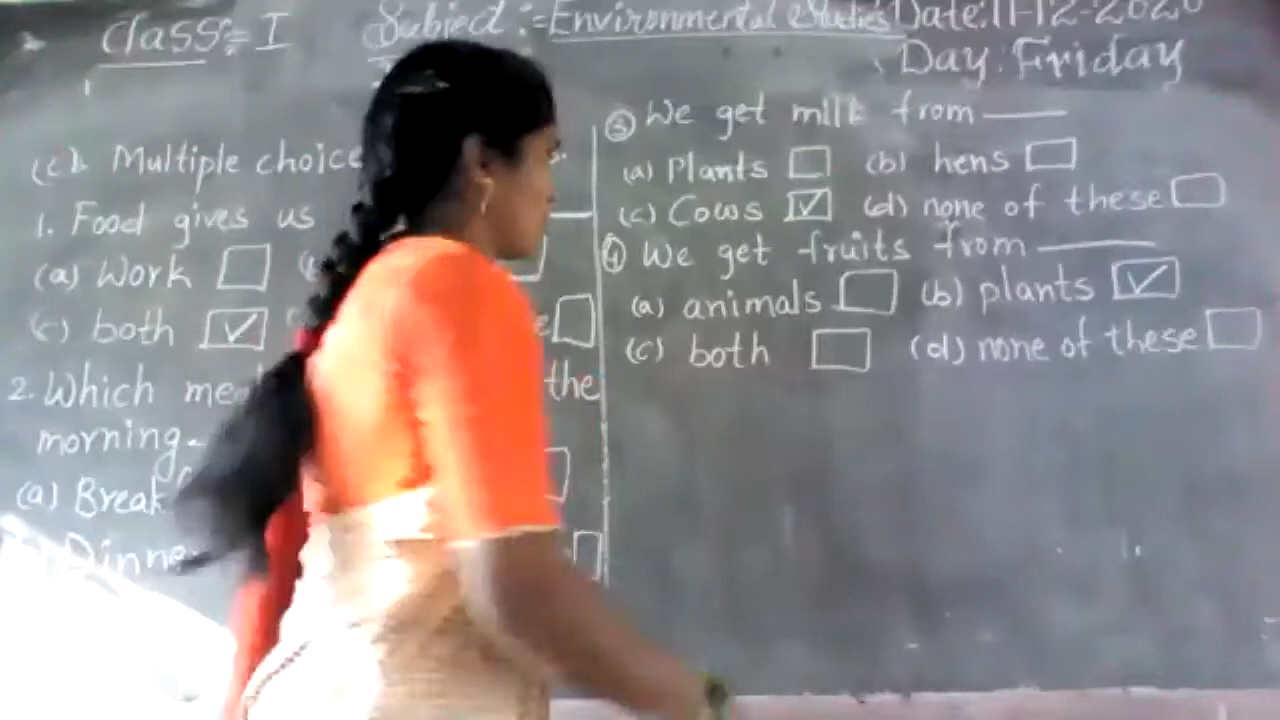 Class:- I Subject:- Environmental Studies Date:11-12-2020
Day: Friday
(C). Multiple choice
1. Food gives us
(a) Work
(c) both ✓
2. Which the
morning-
(a)
(c) Dinner
③ We get milk from ____
(a) Plants (b) hens
(c) Cows ✓ (d) none of these
④ We get fruits from ____
(a) animals (b) plants ✓
(c) both (d) none of these